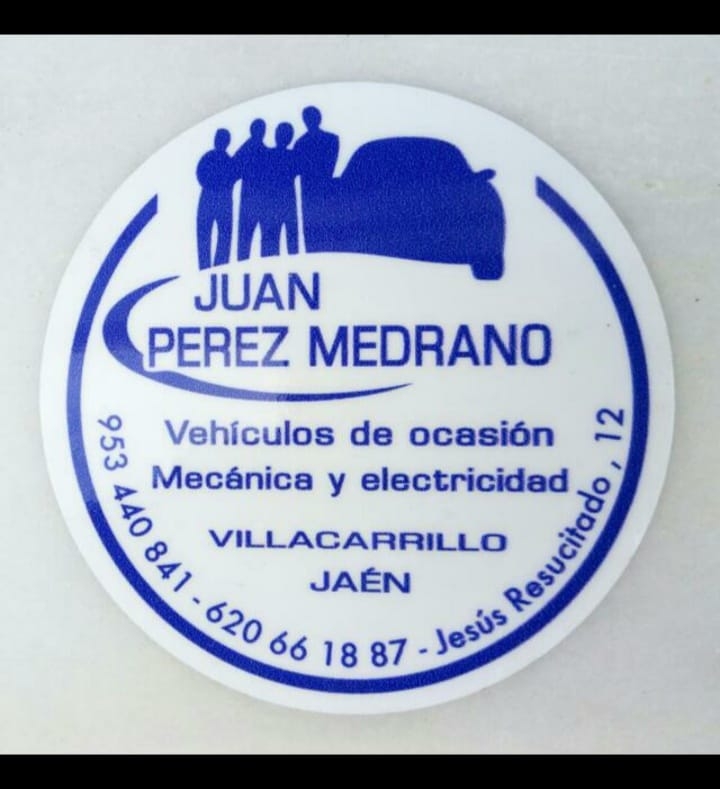 JUAN
PEREZ MEDRANO
Vehículos de ocasión
Mecánica y electricidad
VILLACARRILLO
JAÉN
953 440 841 - 620 66 18 87 - Jesús Resucitado, 12